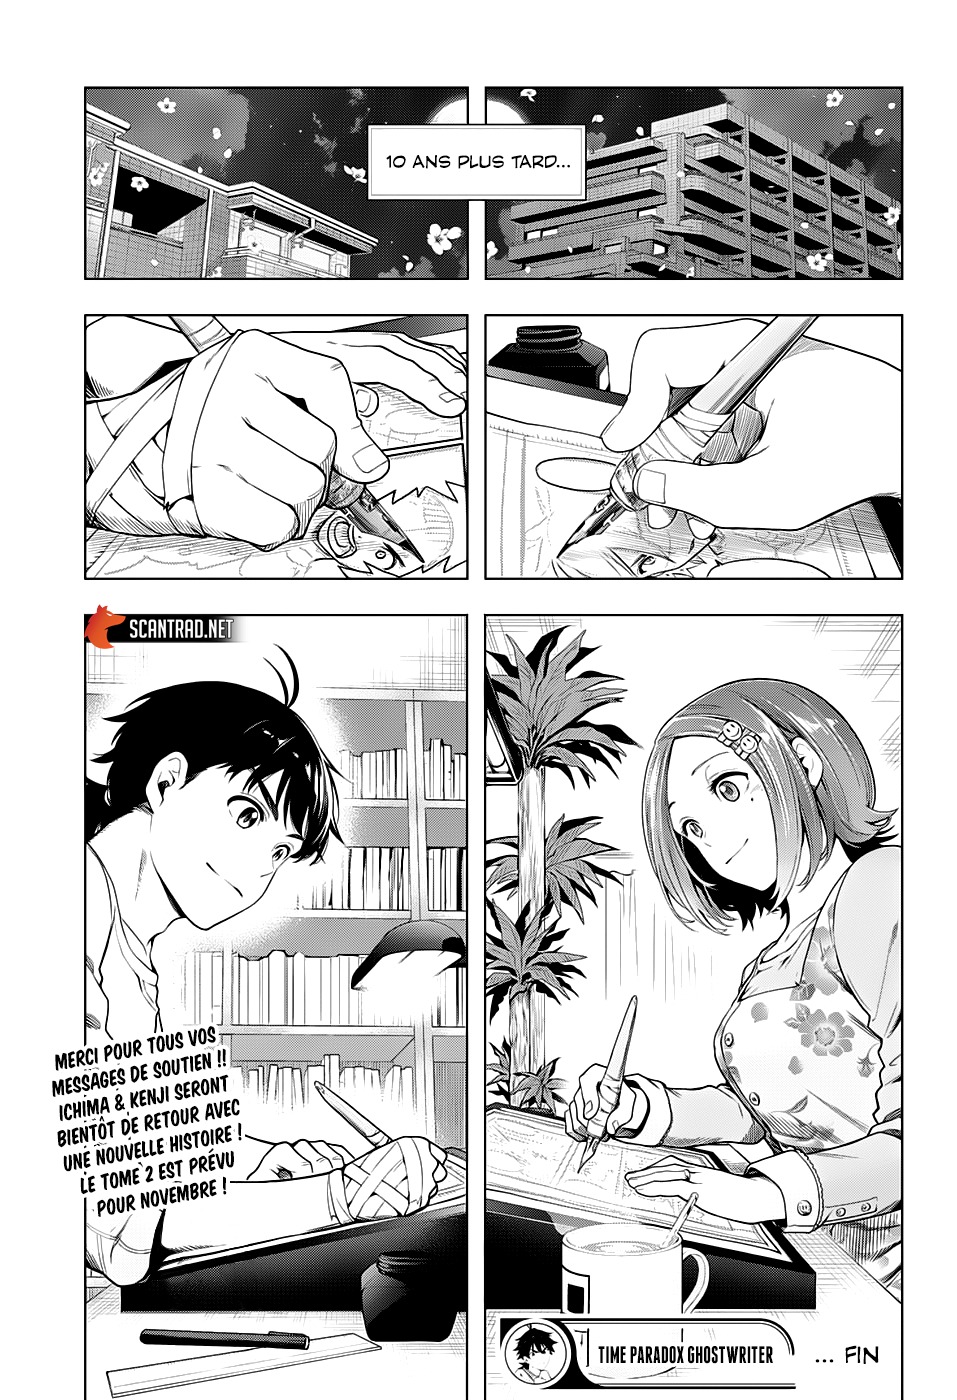 10 ANS PLUS TARD...
SCANTRAD.NET
MERCI POUR TOUS VOS
MESSAGES DE SOUTIEN !!
ICHIMA & KENJI SERONT
BIENTÔT DE RETOUR AVEC
UNE NOUVELLE HISTOIRE !
LE TOME 2 EST PRÉVU
POUR NOVEMBRE !
TIME PARADOX GHOSTWRITER
... FIN